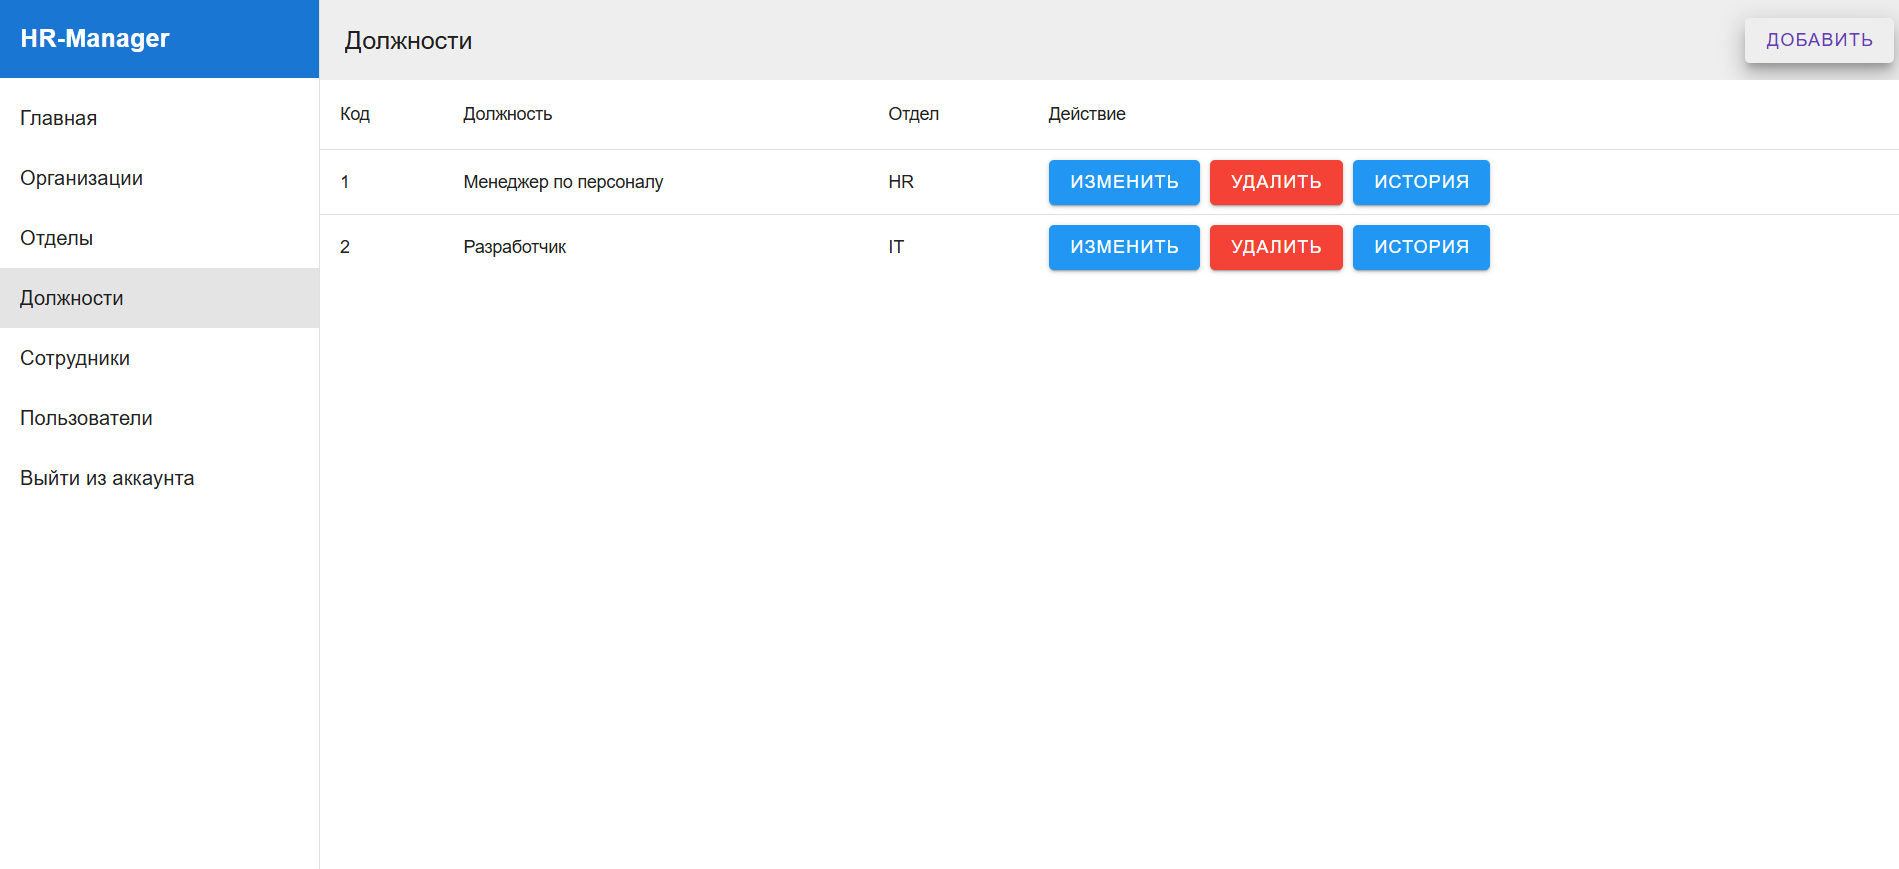 HR-Manager
Главная
Организации
Отделы
Должности
Сотрудники
Пользователи
Выйти из аккаунта
Должности
ДОБАВИТЬ
Код Должность Отдел Действие
1 Менеджер по персоналу HR ИЗМЕНИТЬ УДАЛИТЬ ИСТОРИЯ
2 Разработчик IT ИЗМЕНИТЬ УДАЛИТЬ ИСТОРИЯ